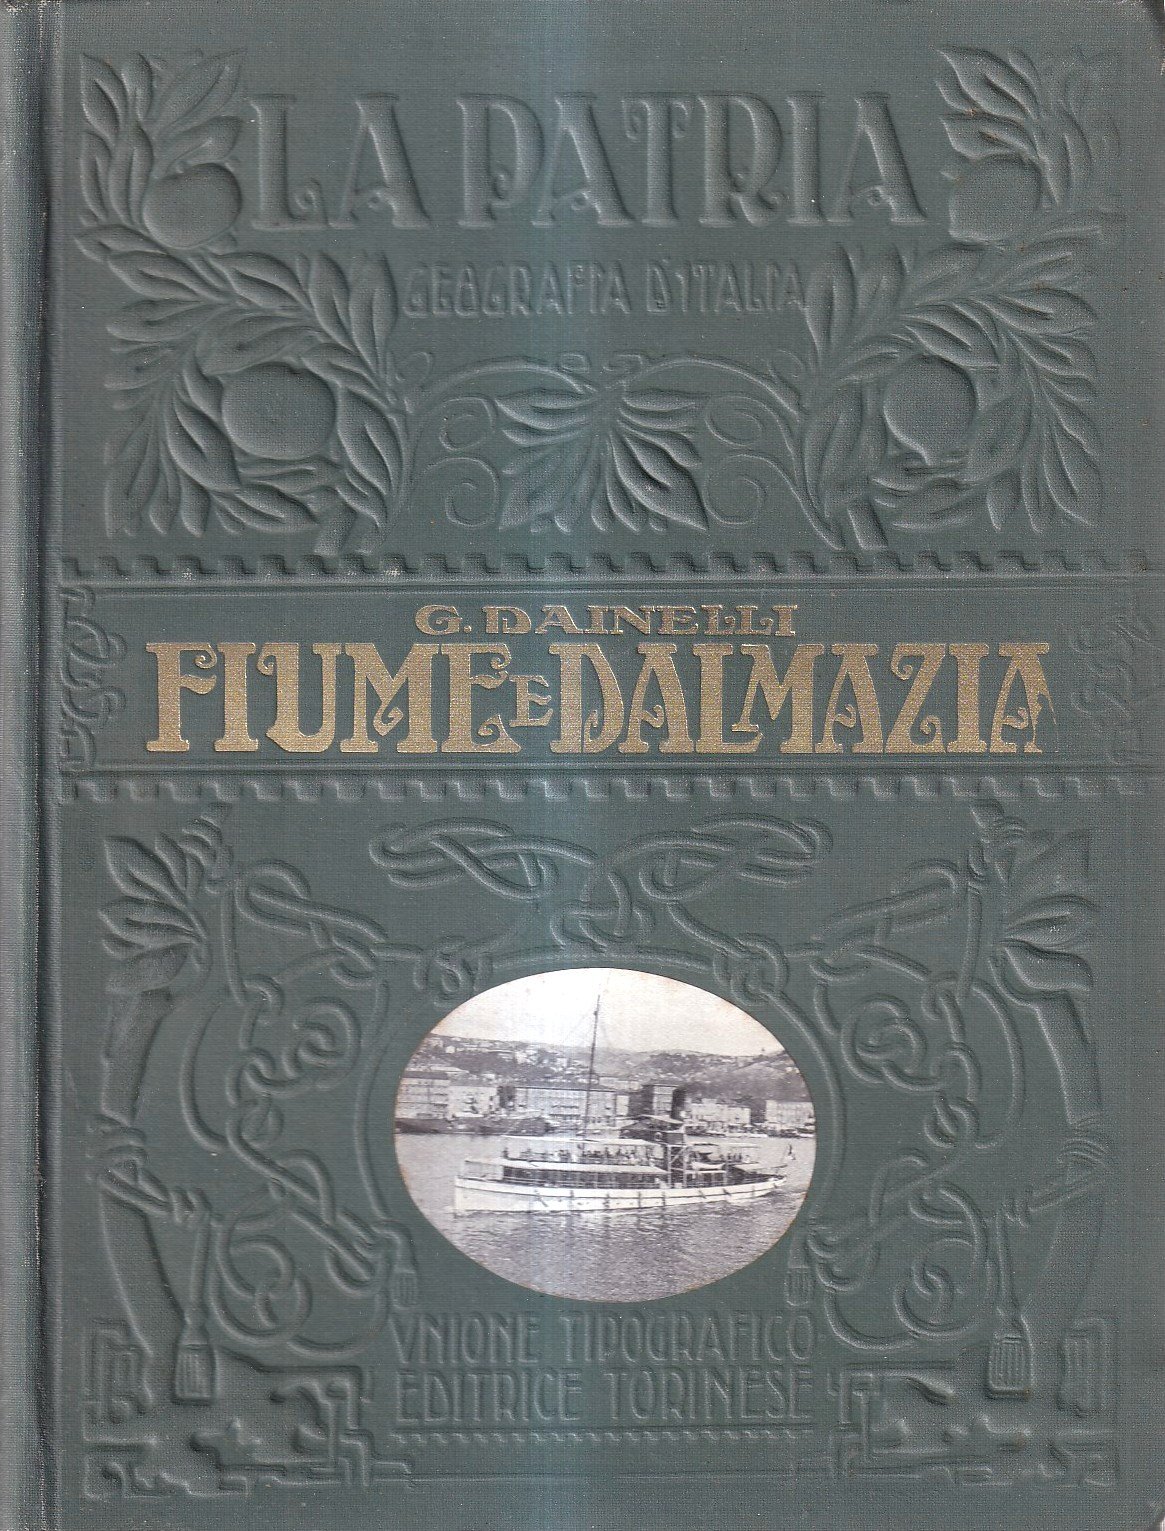 LA PATRIA
GEOGRAFIA D'ITALIA
G. DAINELLI
FIUME E DALMAZIA
VNIONE TIPOGRAFICO
EDITRICE TORINESE